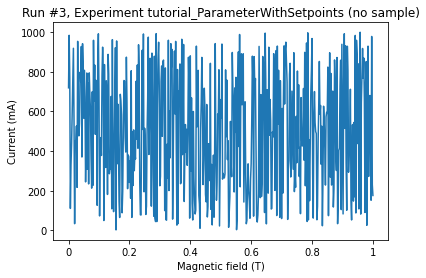 Run #3, Experiment tutorial_ParameterWithSetpoints (no sample)
1000
800
600
400
200
0
Current (mA)
0 0.2 0.4 0.6 0.8 1
Magnetic field (T)